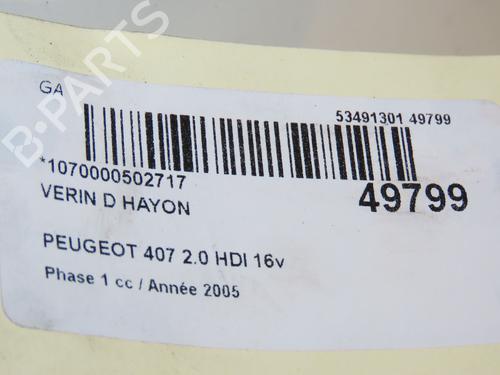 B-PARTS
GA
53491301 49799
*1070000502717
49799
VERIN D HAYON
PEUGEOT 407 2.0 HDI 16v
Phase 1 cc / Année 2005